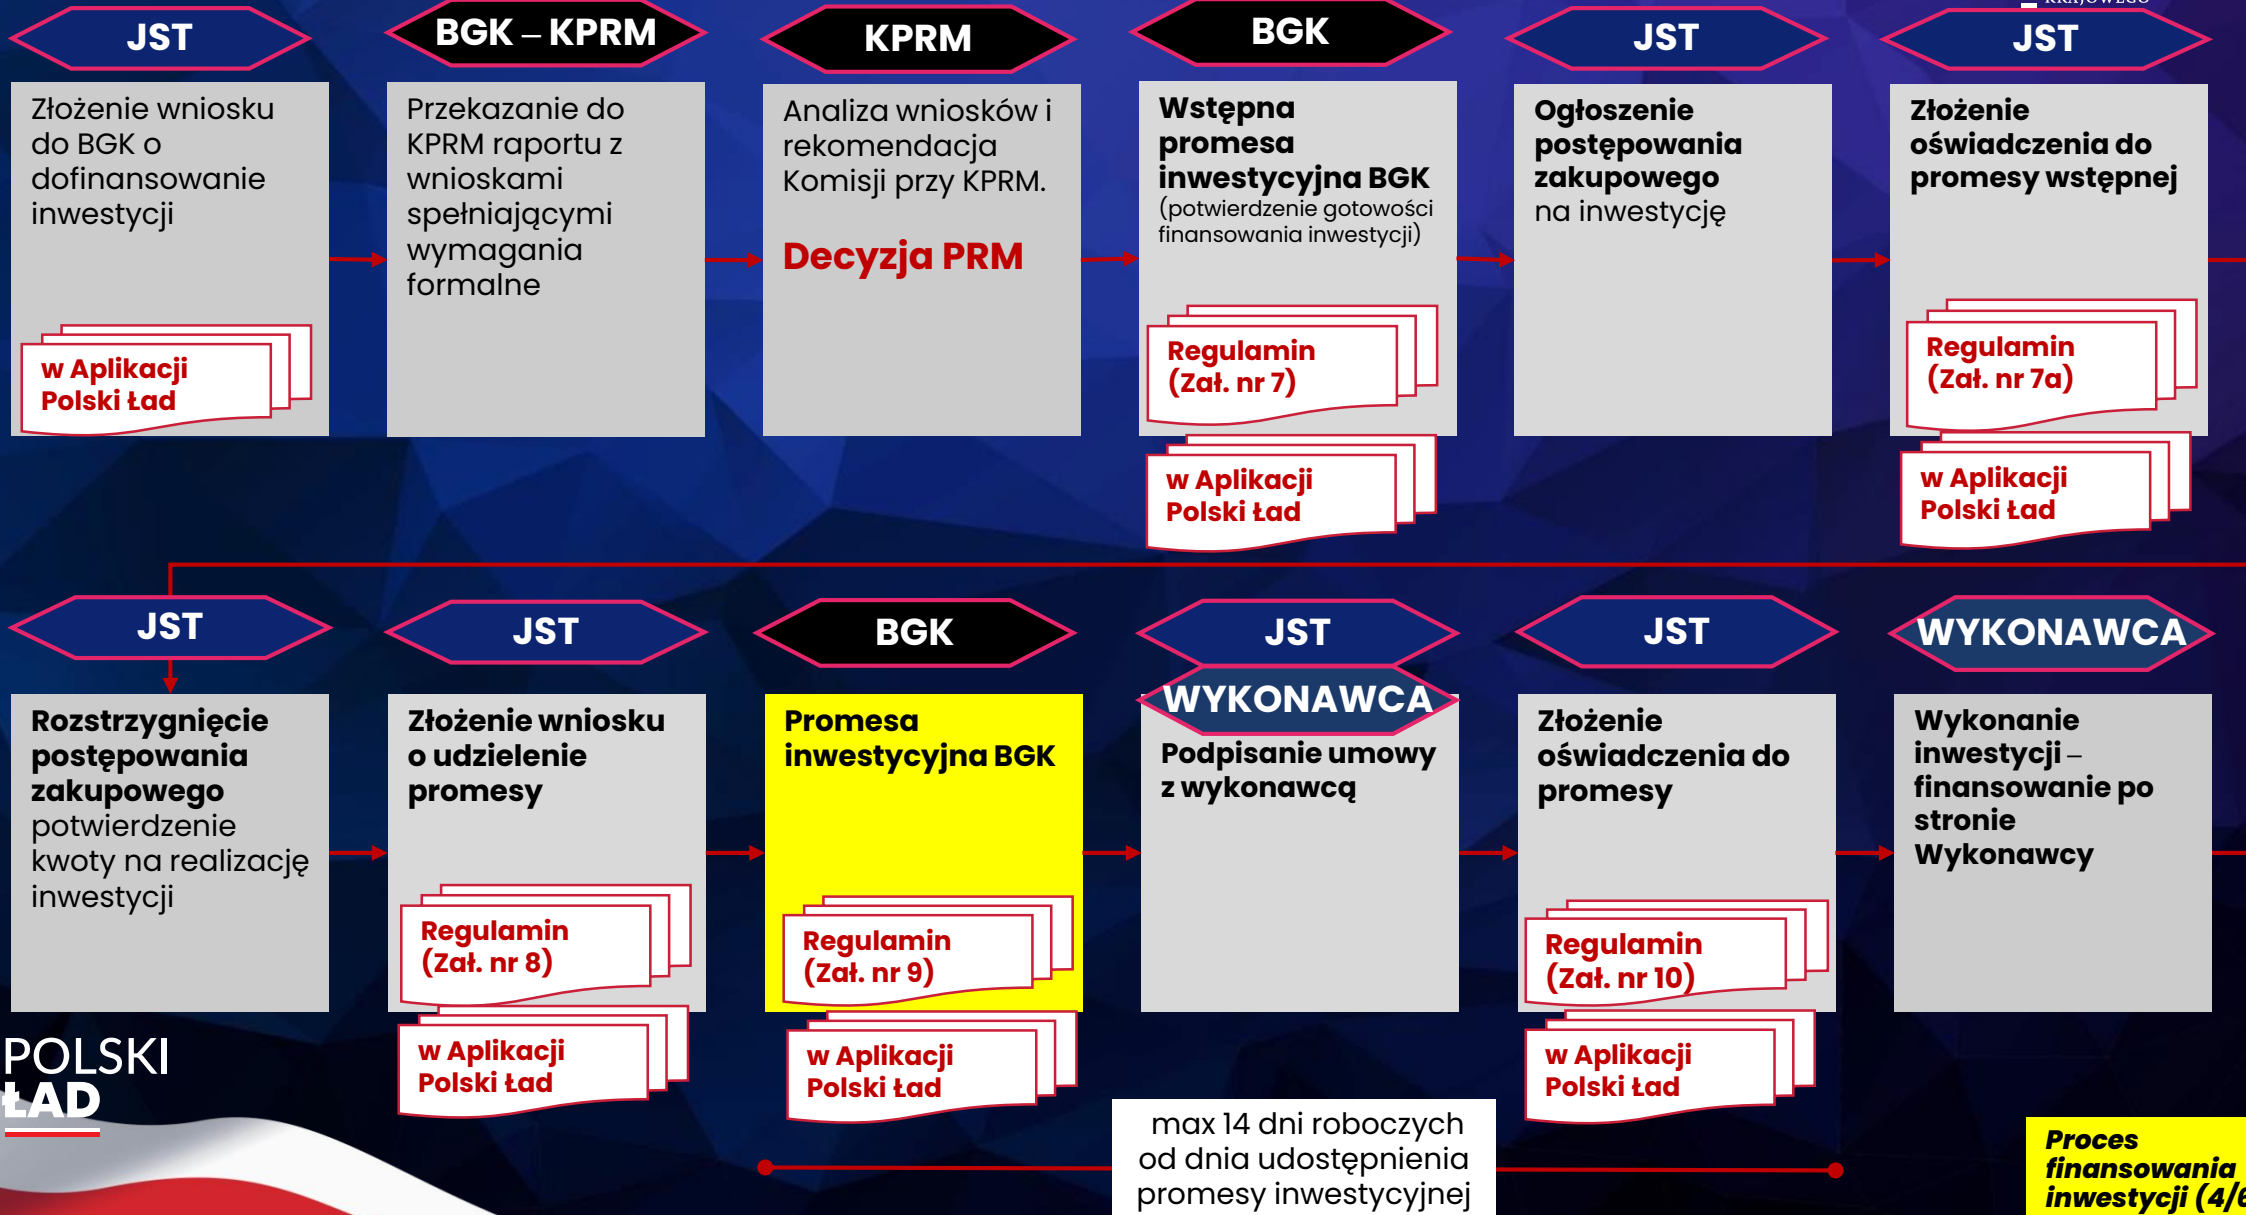 KRAJOWEGO
JST
BGK – KPRM
KPRM
BGK
JST
JST
Złożenie wniosku
do BGK o
dofinansowanie
inwestycji
w Aplikacji
Polski Ład
Przekazanie do
KPRM raportu z
wnioskami
spełniającymi
wymagania
formalne
Analiza wniosków i
rekomendacja
Komisji przy KPRM.
Decyzja PRM
Wstępna
promesa
inwestycyjna BGK
(potwierdzenie gotowości
finansowania inwestycji)
Regulamin
(Zał. nr 7)
w Aplikacji
Polski Ład
Ogłoszenie
postępowania
zakupowego
na inwestycję
Złożenie
oświadczenia do
promesy wstępnej
Regulamin
(Zał. nr 7a)
w Aplikacji
Polski Ład
JST
JST
BGK
JST
WYKONAWCA
JST
WYKONAWCA
Rozstrzygnięcie
postępowania
zakupowego
potwierdzenie
kwoty na realizację
inwestycji
Złożenie wniosku
o udzielenie
promesy
Regulamin
(Zał. nr 8)
w Aplikacji
Polski Ład
Promesa
inwestycyjna BGK
Regulamin
(Zał. nr 9)
w Aplikacji
Polski Ład
Podpisanie umowy
z wykonawcą
Złożenie
oświadczenia do
promesy
Regulamin
(Zał. nr 10)
w Aplikacji
Polski Ład
Wykonanie
inwestycji –
finansowanie po
stronie
Wykonawcy
POLSKI
ŁAD
max 14 dni roboczych
od dnia udostępnienia
promesy inwestycyjnej
Proces
finansowania
inwestycji (4/6